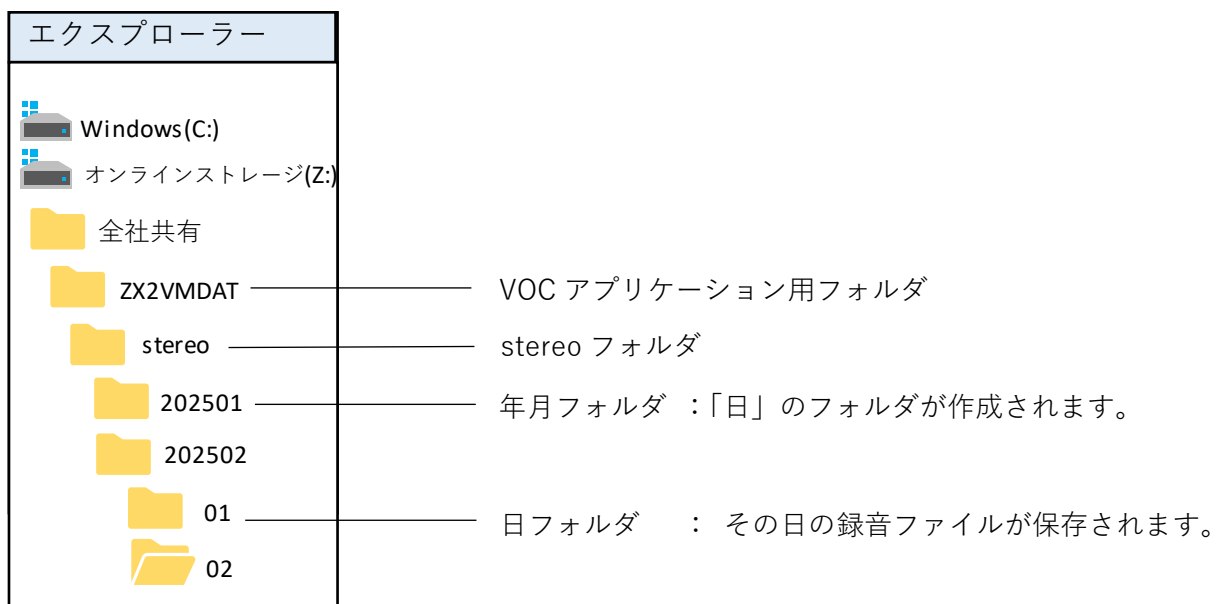 エクスプローラー
Windows(C:)
オンラインストレージ(Z:)
全社共有
ZX2VMDAT VOC アプリケーション用フォルダ
stereo stereo フォルダ
202501 年月フォルダ ：「日」のフォルダが作成されます。
202502
01 日フォルダ ： その日の録音ファイルが保存されます。
02